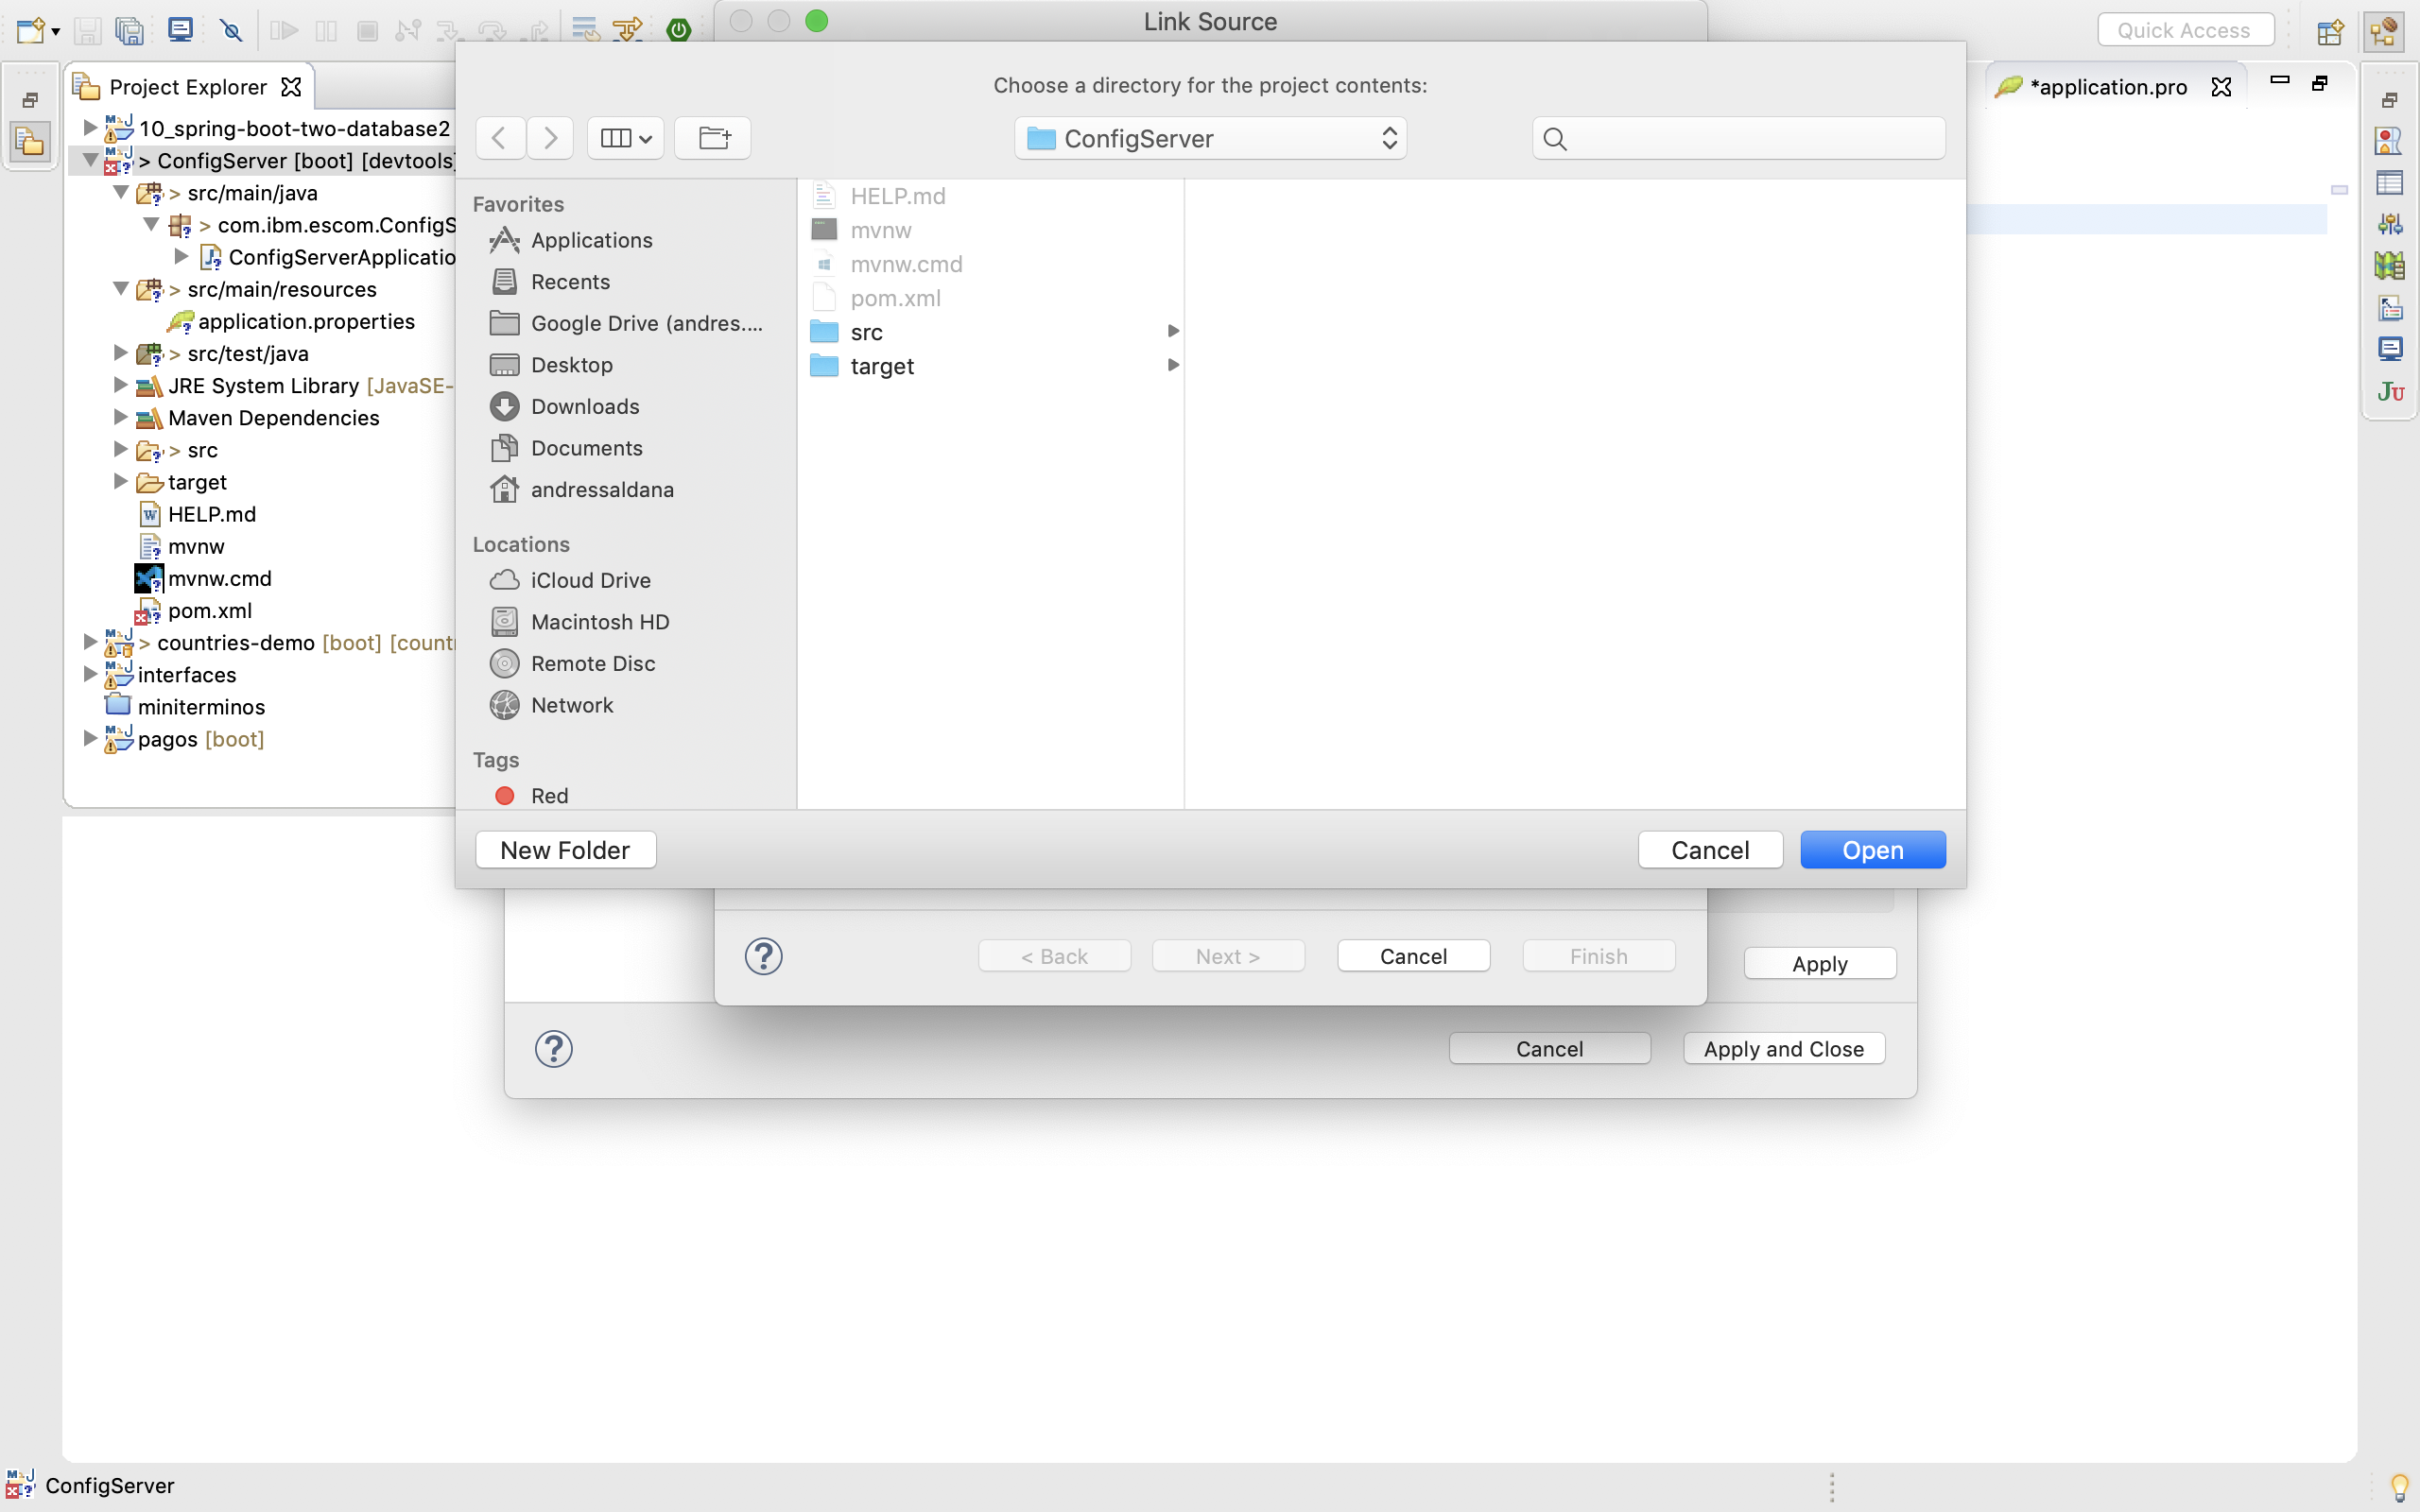 Link Source
Quick Access
Project Explorer
*application.pro
Choose a directory for the project contents:
ConfigServer
10_spring-boot-two-database2
> ConfigServer [boot] [devtools]
> src/main/java
> com.ibm.escom.ConfigS
ConfigServerApplicatio
> src/main/resources
application.properties
> src/test/java
JRE System Library [JavaSE-
Maven Dependencies
> src
target
HELP.md
mvnw
mvnw.cmd
pom.xml
> countries-demo [boot] [count
interfaces
miniterminos
pagos [boot]
Favorites
Applications
Recents
Google Drive (andres....
Desktop
Downloads
Documents
andressaldana
Locations
iCloud Drive
Macintosh HD
Remote Disc
Network
Tags
Red
HELP.md
mvnw
mvnw.cmd
pom.xml
src
target
New Folder
Cancel
Open
< Back
Next >
Cancel
Finish
Apply
Cancel
Apply and Close
ConfigServer